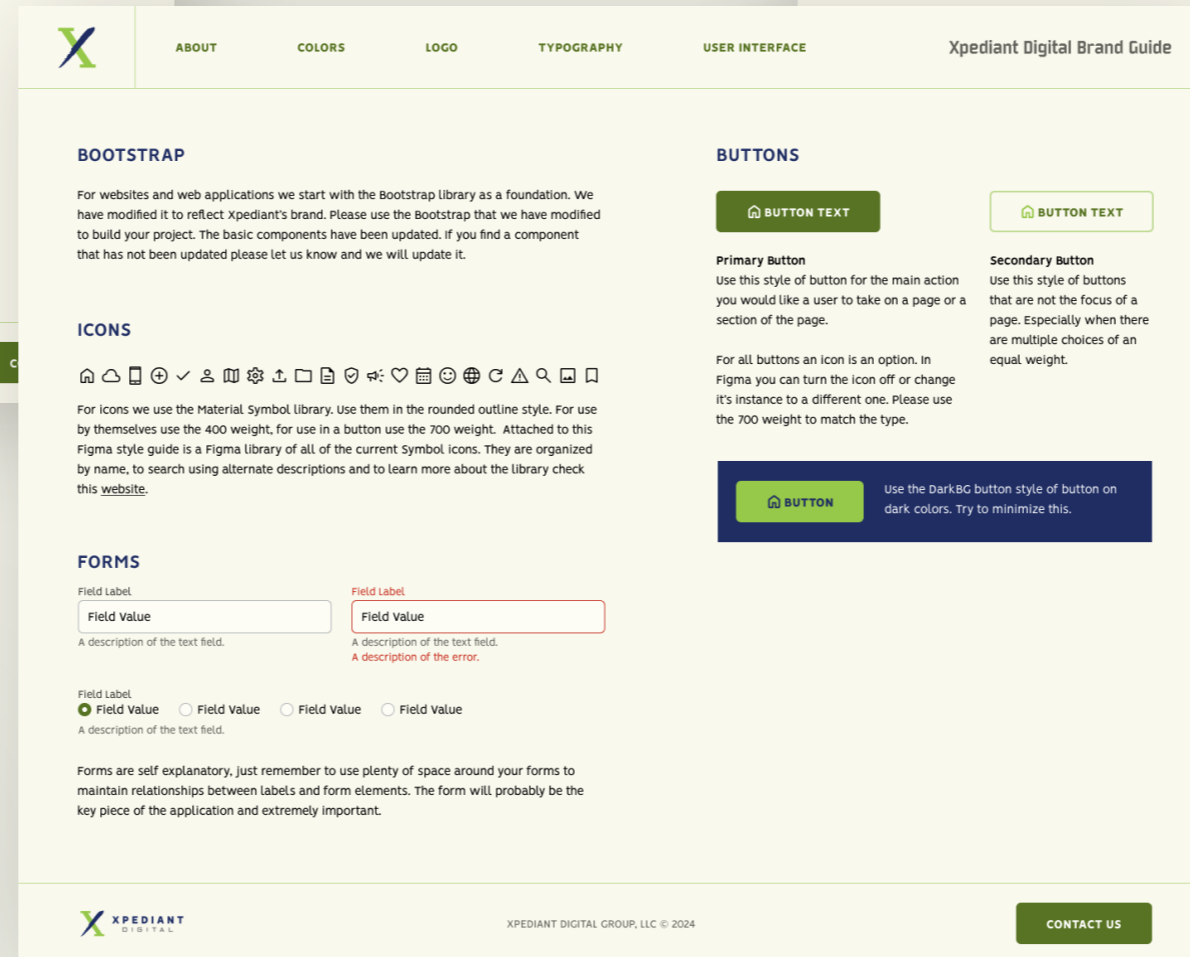 ABOUT
COLORS
LOGO
TYPOGRAPHY
USER INTERFACE
Xpediant Digital Brand Guide
BOOTSTRAP
For websites and web applications we start with the Bootstrap library as a foundation. We
have modified it to reflect Xpediant's brand. Please use the Bootstrap that we have modified
to build your project. The basic components have been updated. If you find a component
that has not been updated please let us know and we will update it.
ICONS
For icons we use the Material Symbol library. Use them in the rounded outline style. For use
by themselves use the 400 weight, for use in a button use the 700 weight.  Attached to this
Figma style guide is a Figma library of all of the current Symbol icons. They are organized
by name, to search using alternate descriptions and to learn more about the library check
this website.
FORMS
Field Label
Field Value
A description of the text field.
Field Label
Field Value
A description of the text field.
A description of the error.
Field Label
Field Value
Field Value
Field Value
Field Value
A description of the text field.
Forms are self explanatory, just remember to use plenty of space around your forms to
maintain relationships between labels and form elements. The form will probably be the
key piece of the application and extremely important.
BUTTONS
BUTTON TEXT
Primary Button
Use this style of button for the main action
you would like a user to take on a page or a
section of the page.
For all buttons an icon is an option. In
Figma you can turn the icon off or change
it's instance to a different one. Please use
the 700 weight to match the type.
BUTTON TEXT
Secondary Button
Use this style of buttons
that are not the focus of a
page. Especially when there
are multiple choices of an
equal weight.
BUTTON
Use the DarkBG button style of button on
dark colors. Try to minimize this.
XPEDIANT
DIGITAL
XPEDIANT DIGITAL GROUP, LLC © 2024
CONTACT US